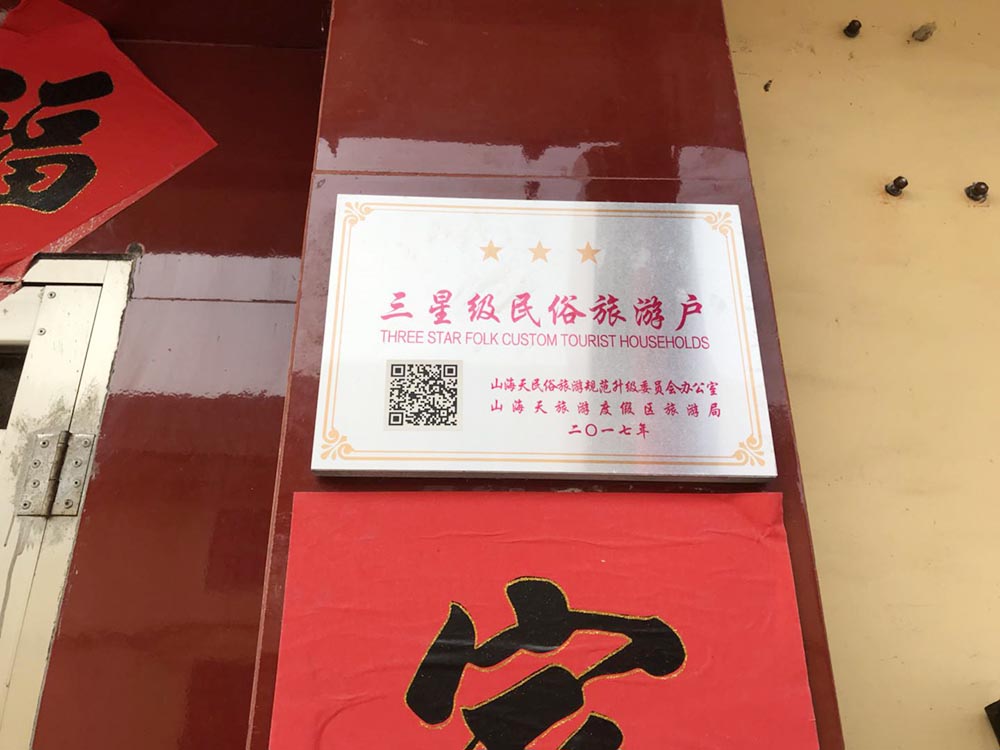 福
三星级民俗旅游户
THREE STAR FOLK CUSTOM TOURIST HOUSEHOLDS
山海天民俗旅游规范升级委员会办公室
山海天旅游度假区旅游局
二〇一七年